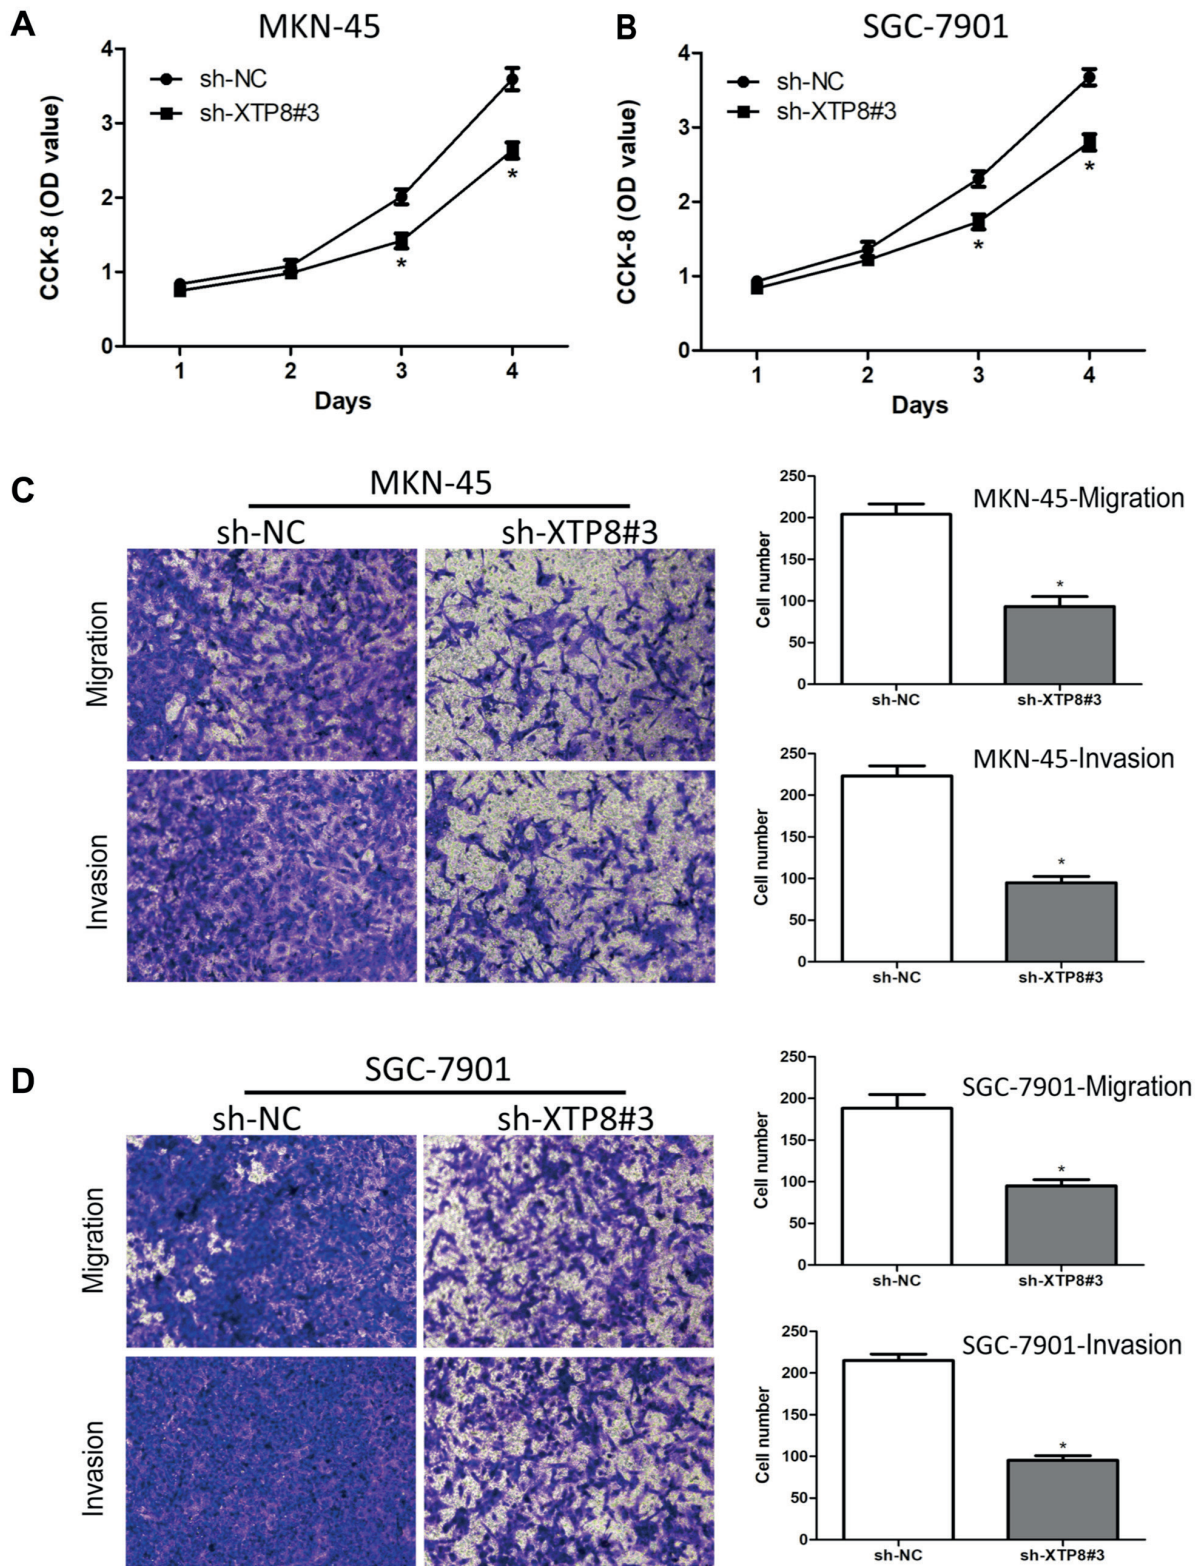 A
MKN-45
sh-NC
sh-XTP8#3
CCK-8 (OD value)
4
3
2
1
0
1 2 3 4
Days
B
SGC-7901
sh-NC
sh-XTP8#3
CCK-8 (OD value)
4
3
2
1
0
1 2 3 4
Days
*
*
*
*
C
MKN-45
sh-NC sh-XTP8#3
Migration
Invasion
MKN-45-Migration
Cell number
250
200
150
100
50
0
*
sh-NC sh-XTP8#3
MKN-45-Invasion
Cell number
250
200
150
100
50
0
*
sh-NC sh-XTP8#3
D
SGC-7901
sh-NC sh-XTP8#3
Migration
Invasion
SGC-7901-Migration
Cell number
250
200
150
100
50
0
*
sh-NC sh-XTP8#3
SGC-7901-Invasion
Cell number
250
200
150
100
50
0
*
sh-NC sh-XTP8#3